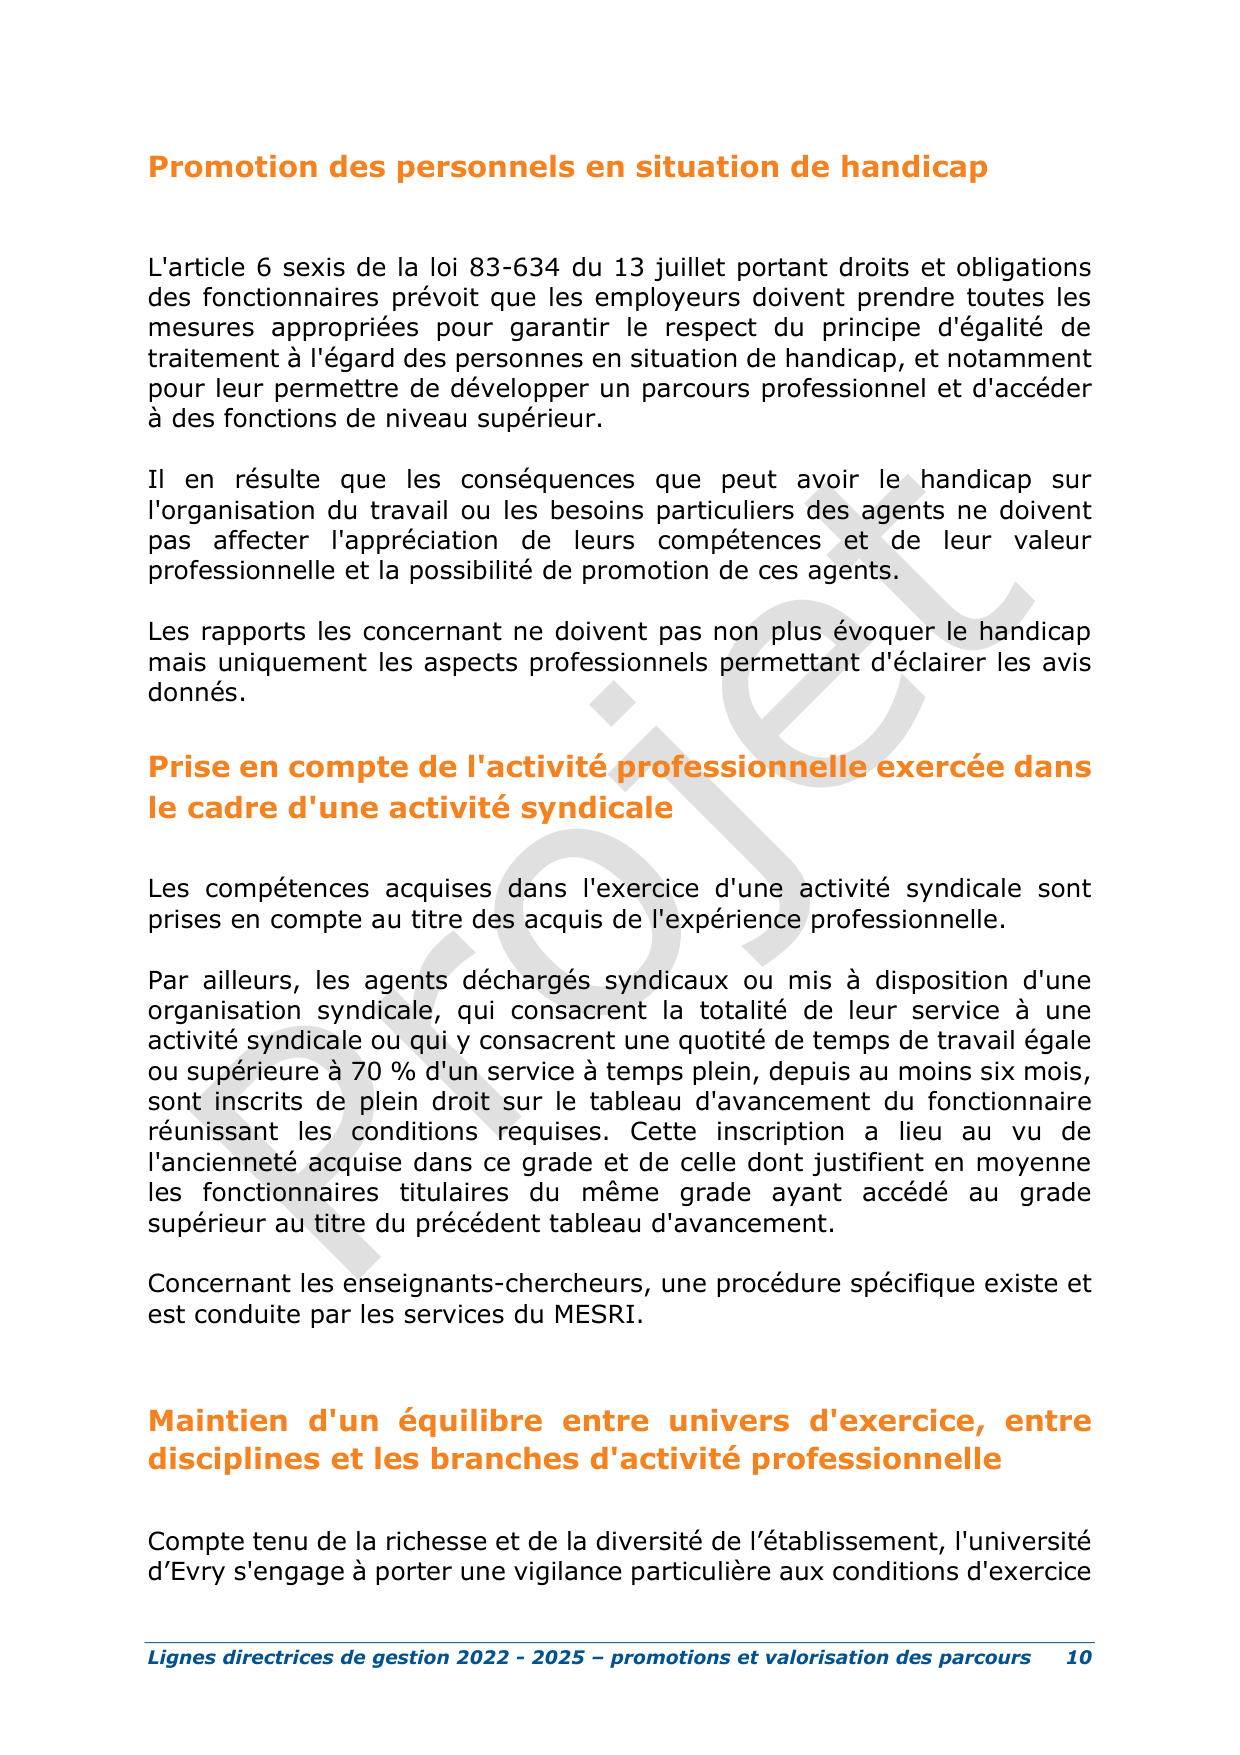 Promotion des personnels en situation de handicap
L'article 6 sexis de la loi 83-634 du 13 juillet portant droits et obligations
des fonctionnaires prévoit que les employeurs doivent prendre toutes les
mesures appropriées pour garantir le respect du principe d'égalité de
traitement à l'égard des personnes en situation de handicap, et notamment
pour leur permettre de développer un parcours professionnel et d'accéder
à des fonctions de niveau supérieur.
Il en résulte que les conséquences que peut avoir le handicap sur
l'organisation du travail ou les besoins particuliers des agents ne doivent
pas affecter l'appréciation de leurs compétences et de leur valeur
professionnelle et la possibilité de promotion de ces agents.
Les rapports les concernant ne doivent pas non plus évoquer le handicap
mais uniquement les aspects professionnels permettant d'éclairer les avis
donnés.
Prise en compte de l'activité professionnelle exercée dans
le cadre d'une activité syndicale
Les compétences acquises dans l'exercice d'une activité syndicale sont
prises en compte au titre des acquis de l'expérience professionnelle.
Par ailleurs, les agents déchargés syndicaux ou mis à disposition d'une
organisation syndicale, qui consacrent la totalité de leur service à une
activité syndicale ou qui y consacrent une quotité de temps de travail égale
ou supérieure à 70 % d'un service à temps plein, depuis au moins six mois,
sont inscrits de plein droit sur le tableau d'avancement du fonctionnaire
réunissant les conditions requises. Cette inscription a lieu au vu de
l'ancienneté acquise dans ce grade et de celle dont justifient en moyenne
les fonctionnaires titulaires du même grade ayant accédé au grade
supérieur au titre du précédent tableau d'avancement.
Concernant les enseignants-chercheurs, une procédure spécifique existe et
est conduite par les services du MESRI.
Maintien d'un équilibre entre univers d'exercice, entre
disciplines et les branches d'activité professionnelle
Compte tenu de la richesse et de la diversité de l’établissement, l'université
d’Evry s'engage à porter une vigilance particulière aux conditions d'exercice
Lignes directrices de gestion 2022 - 2025 – promotions et valorisation des parcours 10
Projet